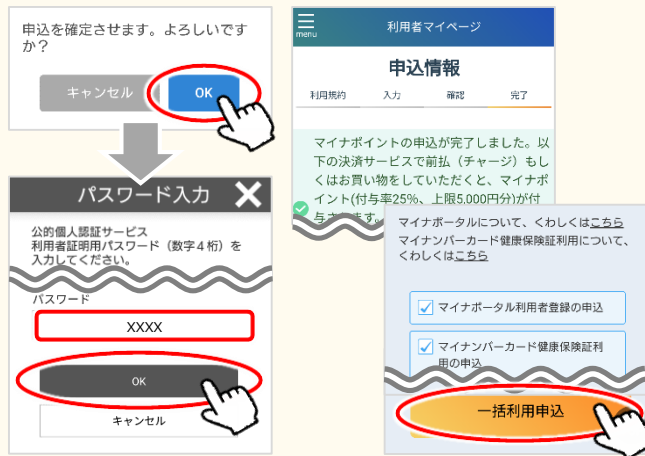 申込を確定させます。よろしいです
か？
キャンセル
OK
パスワード入力
公的個人認証サービス
利用者証明用パスワード（数字４桁）を
入力してください。
パスワード
XXXX
OK
キャンセル
menu
利用者マイページ
申込情報
利用規約 入力 確認 完了
マイナポイントの申込が完了しました。以
下の決済サービスで前払（チャージ）もし
くはお買い物をしていただくと、マイナポ
イント(付与率25%、上限5,000円分)が付
与されます。
マイナポータルについて、くわしくはこちら
マイナンバーカード健康保険証利用について、
くわしくはこちら
マイナポータル利用者登録の申込
マイナンバーカード健康保険証利
用の申込
一括利用申込